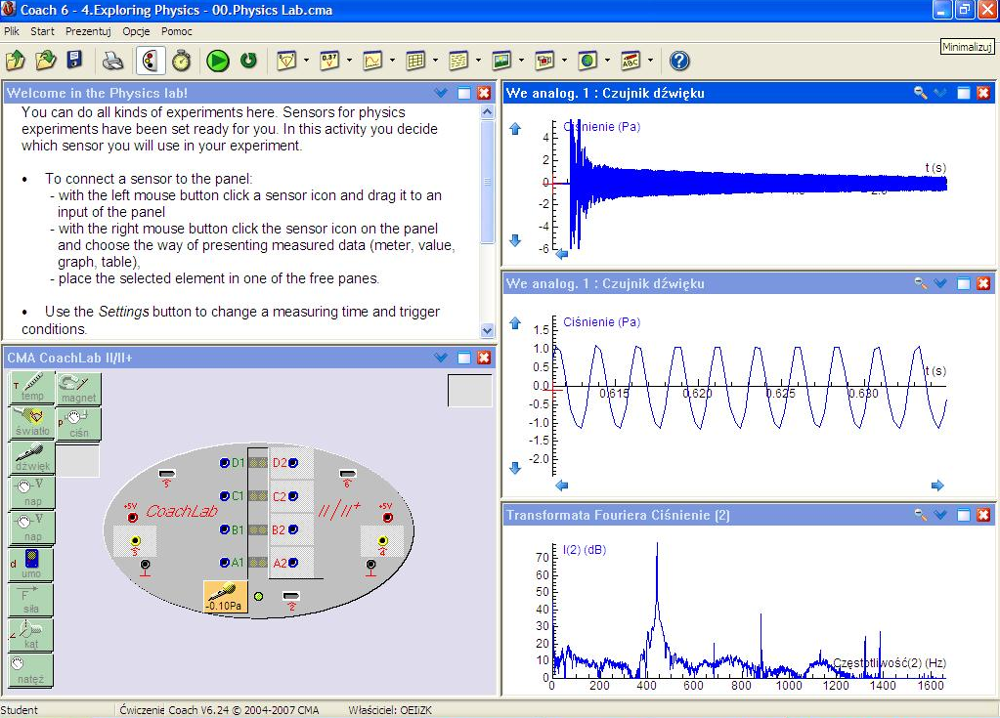 Coach 6 - 4.Exploring Physics - 00.Physics Lab.cma
Plik Start Prezentuj Opcje Pomoc
Minimalizuj
0.37
V
ABC
?
Welcome in the Physics lab!
You can do all kinds of experiments here. Sensors for physics
experiments have been set ready for you. In this activity you decide
which sensor you will use in your experiment.
• To connect a sensor to the panel:
- with the left mouse button click a sensor icon and drag it to an
input of the panel
- with the right mouse button click the sensor icon on the panel
and choose the way of presenting measured data (meter, value,
graph, table),
- place the selected element in one of the free panes.
• Use the Settings button to change a measuring time and trigger
conditions.
CMA CoachLab II/II+
T
temp
magnet
światło
p
ciśn
dźwięk
V
nap
V
nap
d
umo
F
siła
kąt
natęż
D1 D2
5 6
C1 C2
+5V CoachLab II/II+ +5V
B1 B2
3 4
A1 A2
-0.10Pa
2
We analog. 1 : Czujnik dźwięku
Ciśnienie (Pa)
4
2
0
-2
-4
-6
t (s)
We analog. 1 : Czujnik dźwięku
Ciśnienie (Pa)
1.5
1.0
0.5
0.0
-0.5
-1.0
-1.5
-2.0
t (s)
0.615 0.620 0.625 0.630
Transformata Fouriera Ciśnienie (2)
I(2) (dB)
70
60
50
40
30
20
10
0
Częstotliwość(2) (Hz)
0 200 400 600 800 1000 1200 1400 1600
Student Ćwiczenie Coach V6.24 © 2004-2007 CMA Właściciel: OEIiZK